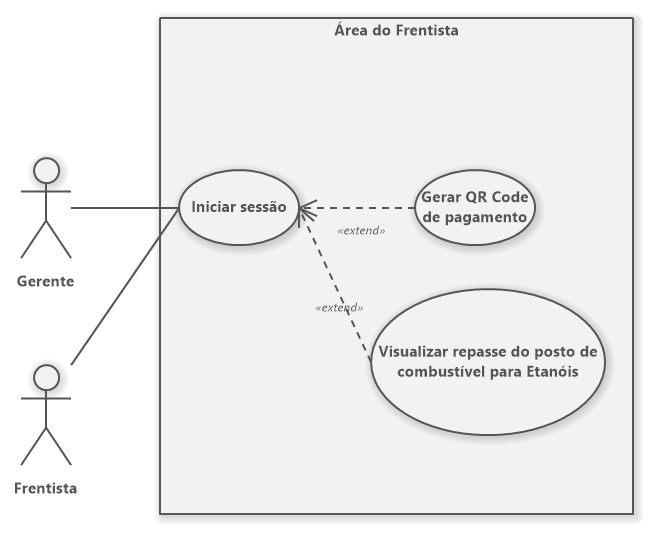 Área do Frentista
Iniciar sessão
Gerar QR Code
de pagamento
«extend»
«extend»
Gerente
Visualizar repasse do posto de
combustível para Etanóis
Frentista